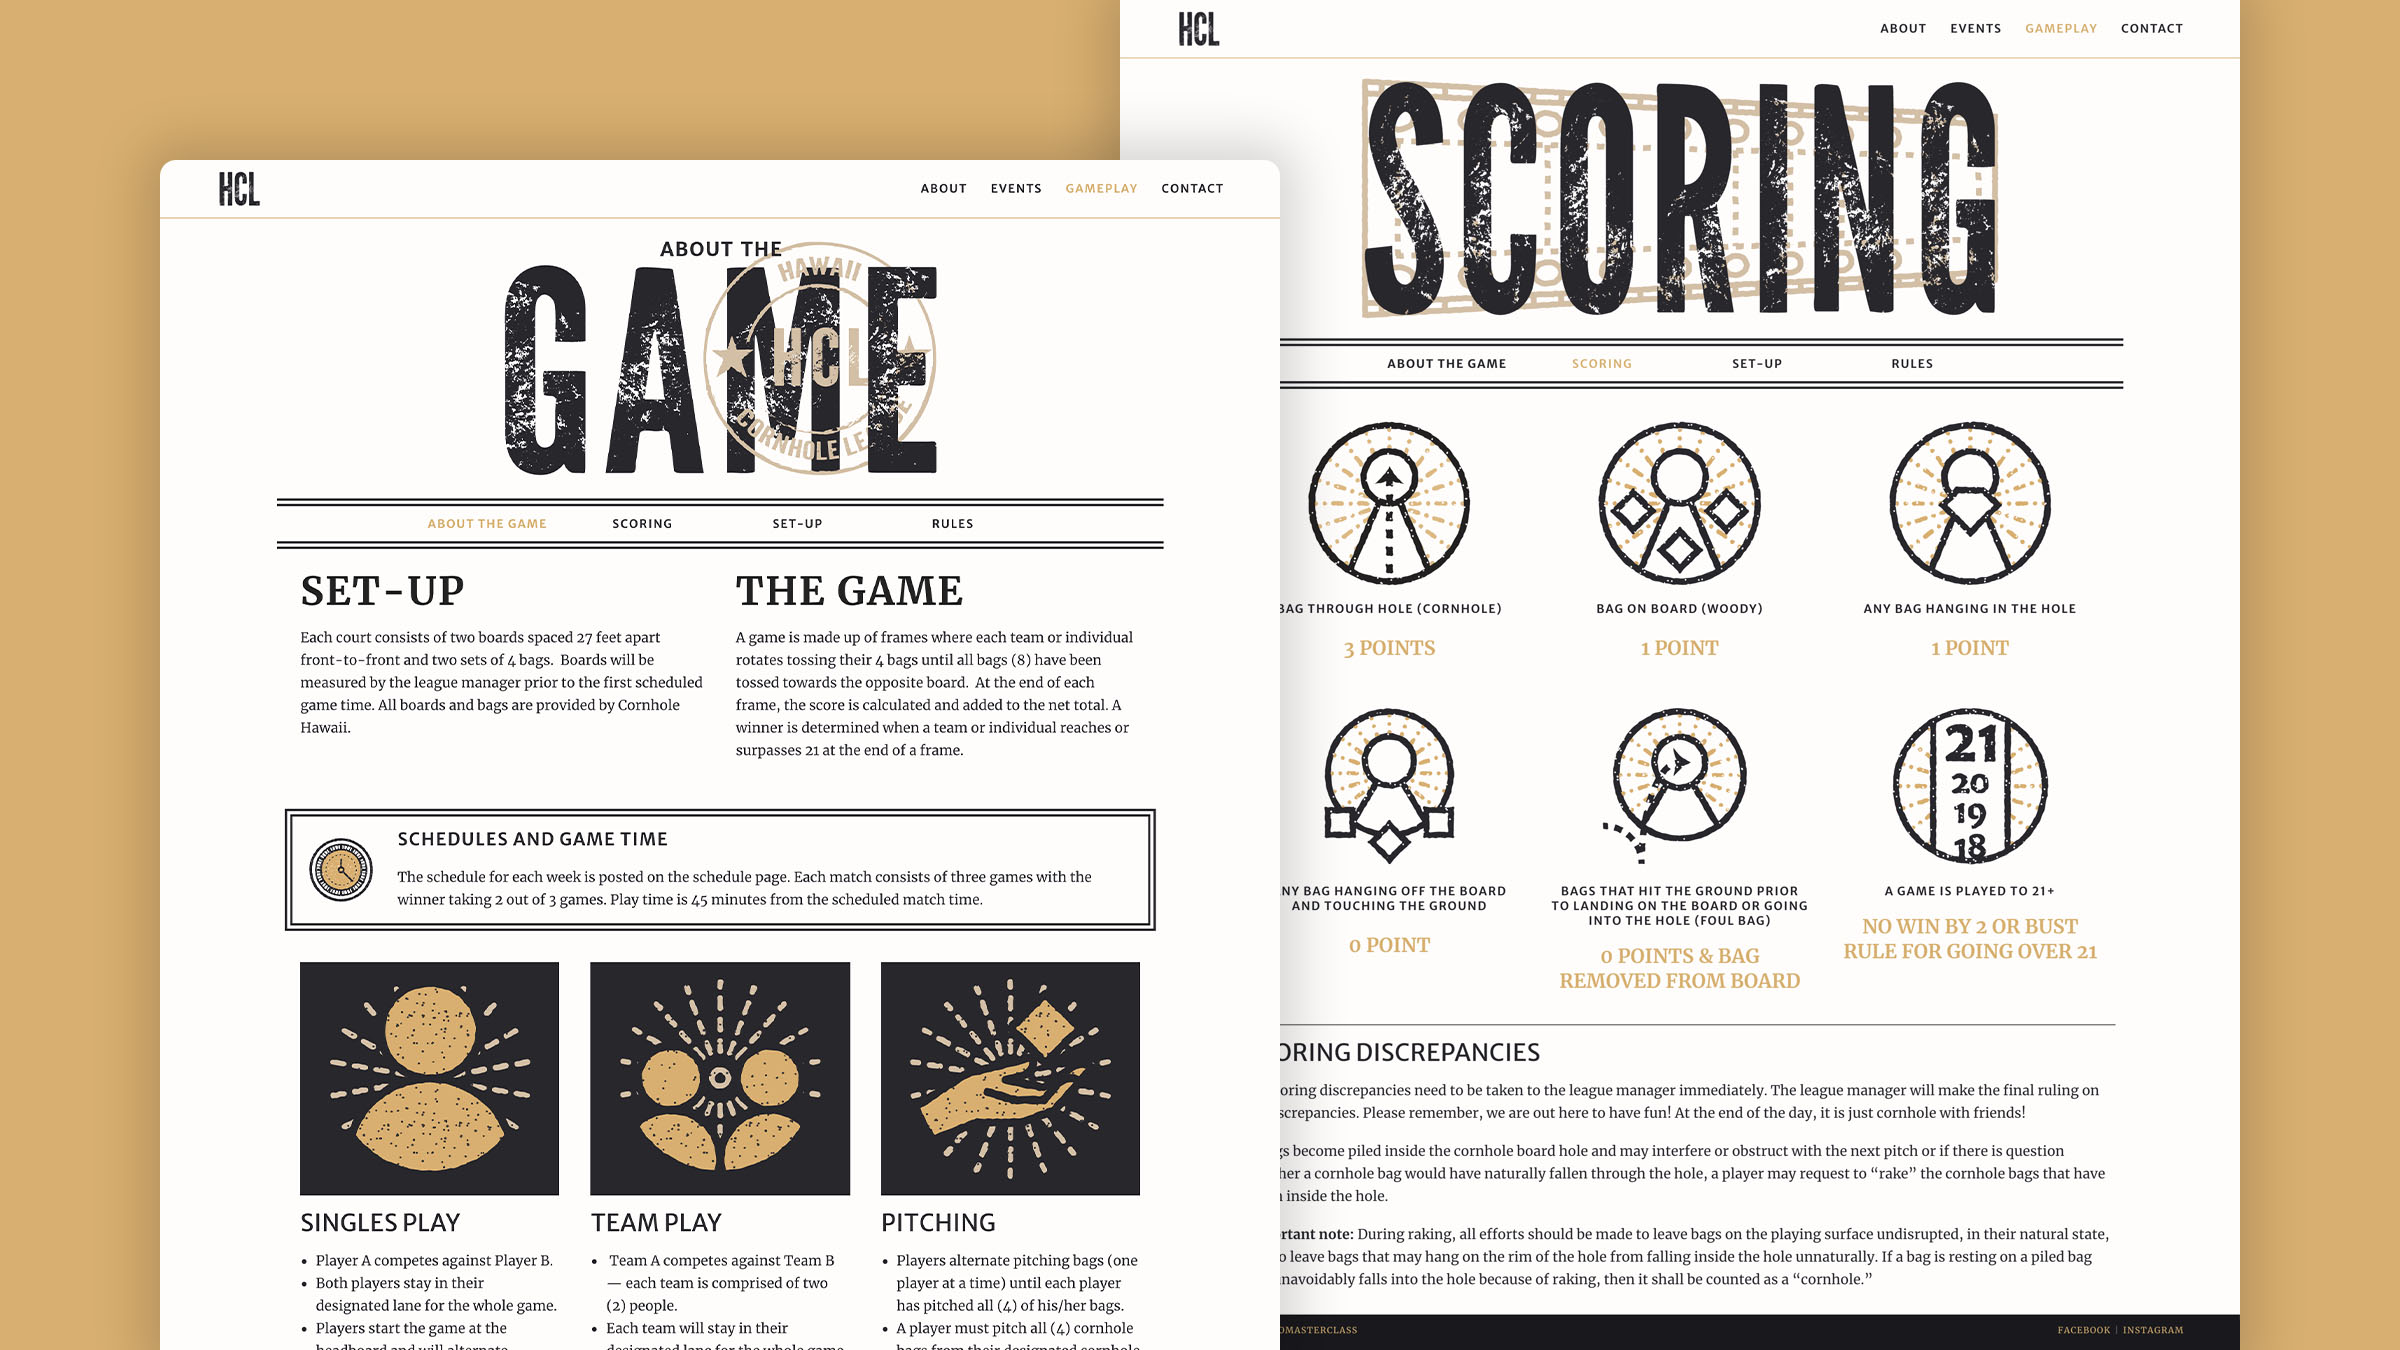 HCL
ABOUT EVENTS GAMEPLAY CONTACT
ABOUT THE
GAME
HAWAII
HCL
CORNHOLE
ABOUT THE GAME SCORING SET-UP RULES
SET-UP
Each court consists of two boards spaced 27 feet apart
front-to-front and two sets of 4 bags. Boards will be
measured by the league manager prior to the first scheduled
game time. All boards and bags are provided by Cornhole
Hawaii.
THE GAME
A game is made up of frames where each team or individual
rotates tossing their 4 bags until all bags (8) have been
tossed towards the opposite board. At the end of each
frame, the score is calculated and added to the net total. A
winner is determined when a team or individual reaches or
surpasses 21 at the end of a frame.
SCHEDULES AND GAME TIME
The schedule for each week is posted on the schedule page. Each match consists of three games with the
winner taking 2 out of 3 games. Play time is 45 minutes from the scheduled match time.
SINGLES PLAY
• Player A competes against Player B.
• Both players stay in their
designated lane for the whole game.
• Players start the game at the
headboard and will alternate
TEAM PLAY
• Team A competes against Team B
— each team is comprised of two
(2) people.
• Each team will stay in their
designated lane for the whole game
PITCHING
• Players alternate pitching bags (one
player at a time) until each player
has pitched all (4) of his/her bags.
• A player must pitch all (4) cornhole
bags from their designated cornhole
HCL
ABOUT EVENTS GAMEPLAY CONTACT
SCORING
ABOUT THE GAME SCORING SET-UP RULES
BAG THROUGH HOLE (CORNHOLE)
3 POINTS
BAG ON BOARD (WOODY)
1 POINT
ANY BAG HANGING IN THE HOLE
1 POINT
NY BAG HANGING OFF THE BOARD
AND TOUCHING THE GROUND
0 POINT
BAGS THAT HIT THE GROUND PRIOR
TO LANDING ON THE BOARD OR GOING
INTO THE HOLE (FOUL BAG)
0 POINTS & BAG
REMOVED FROM BOARD
21
20
19
18
A GAME IS PLAYED TO 21+
NO WIN BY 2 OR BUST
RULE FOR GOING OVER 21
ORING DISCREPANCIES
oring discrepancies need to be taken to the league manager immediately. The league manager will make the final ruling on
screpancies. Please remember, we are out here to have fun! At the end of the day, it is just cornhole with friends!
gs become piled inside the cornhole board hole and may interfere or obstruct with the next pitch or if there is question
her a cornhole bag would have naturally fallen through the hole, a player may request to “rake” the cornhole bags that have
inside the hole.
rtant note: During raking, all efforts should be made to leave bags on the playing surface undisrupted, in their natural state,
o leave bags that may hang on the rim of the hole from falling inside the hole unnaturally. If a bag is resting on a piled bag
navoidably falls into the hole because of raking, then it shall be counted as a “cornhole.”
OMASTERCLASS
FACEBOOK | INSTAGRAM